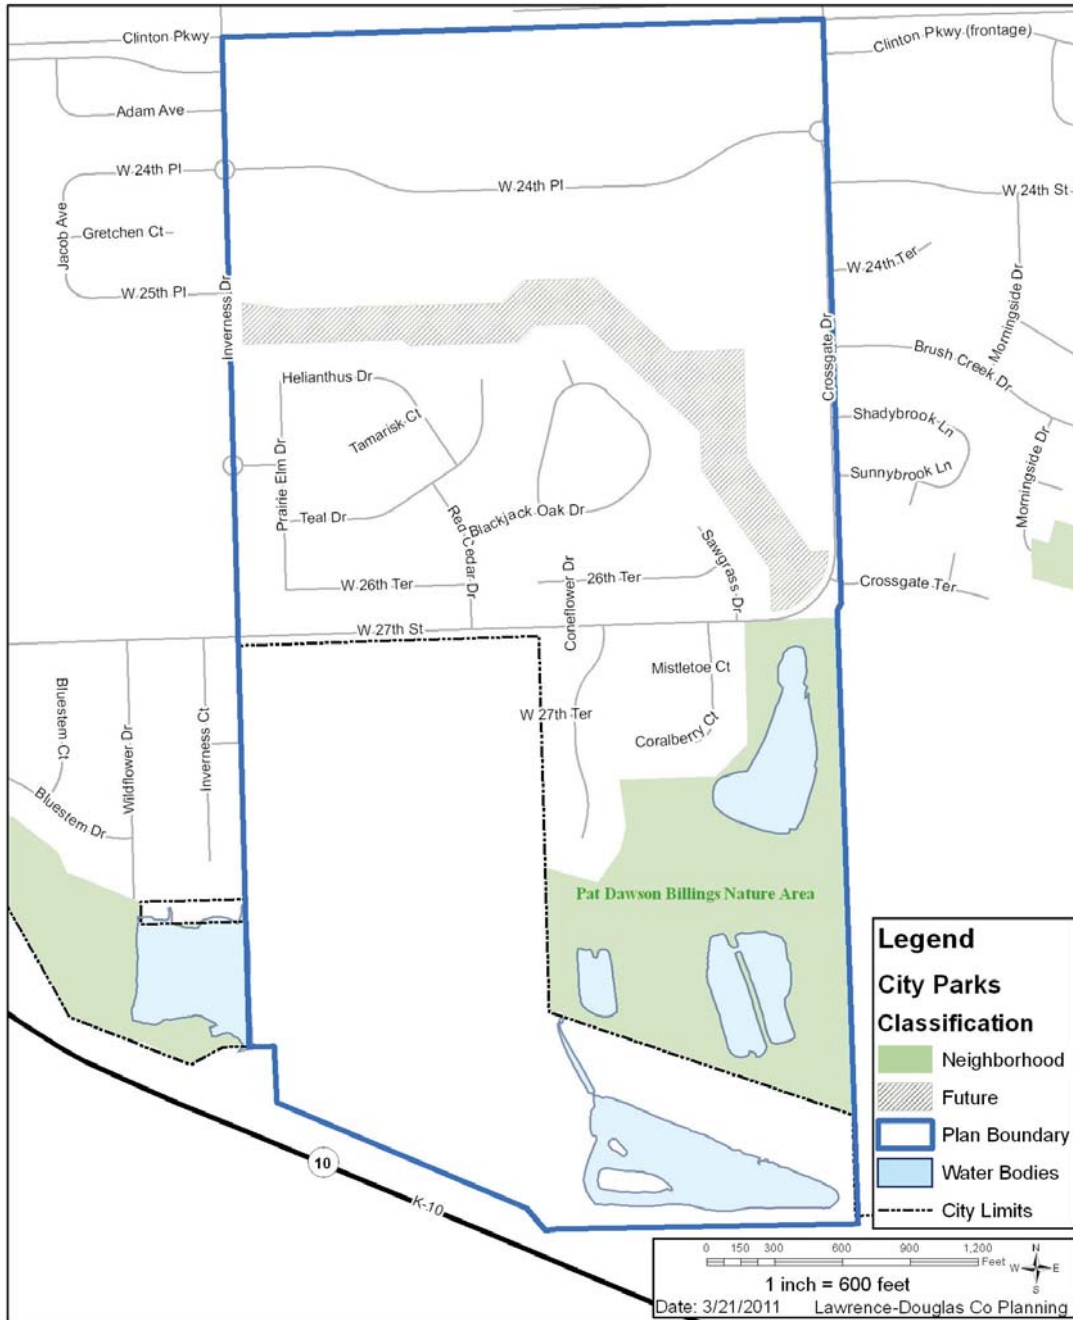 Clinton Pkwy
Clinton Pkwy (frontage)
Adam Ave
W 24th Pl
W 24th Pl
W 24th St
Jacob Ave
Gretchen Ct
W 24th Ter
W 25th Pl
Inverness Dr
Crossgate Dr
Morningside Dr
Brush Creek Dr
Helianthus Dr
Tamarisk Ct
Shadybrook Ln
Sunnybrook Ln
Prairie Elm Dr
Morningside Dr
Teal Dr
Red Cedar Dr
Blackjack Oak Dr
Sawgrass Dr
W 26th Ter
Coneflower Dr
26th Ter
Crossgate Ter
W 27th St
Mistletoe Ct
Bluestem Ct
Wildflower Dr
Inverness Ct
W 27th Ter
Coralberry Ct
Bluestem Dr
Pat Dawson Billings Nature Area
10
K-10
Legend
City Parks
Classification
Neighborhood
Future
Plan Boundary
Water Bodies
City Limits
0 150 300 600 900 1,200
Feet
N
W E
S
1 inch = 600 feet
Date: 3/21/2011 Lawrence-Douglas Co Planning